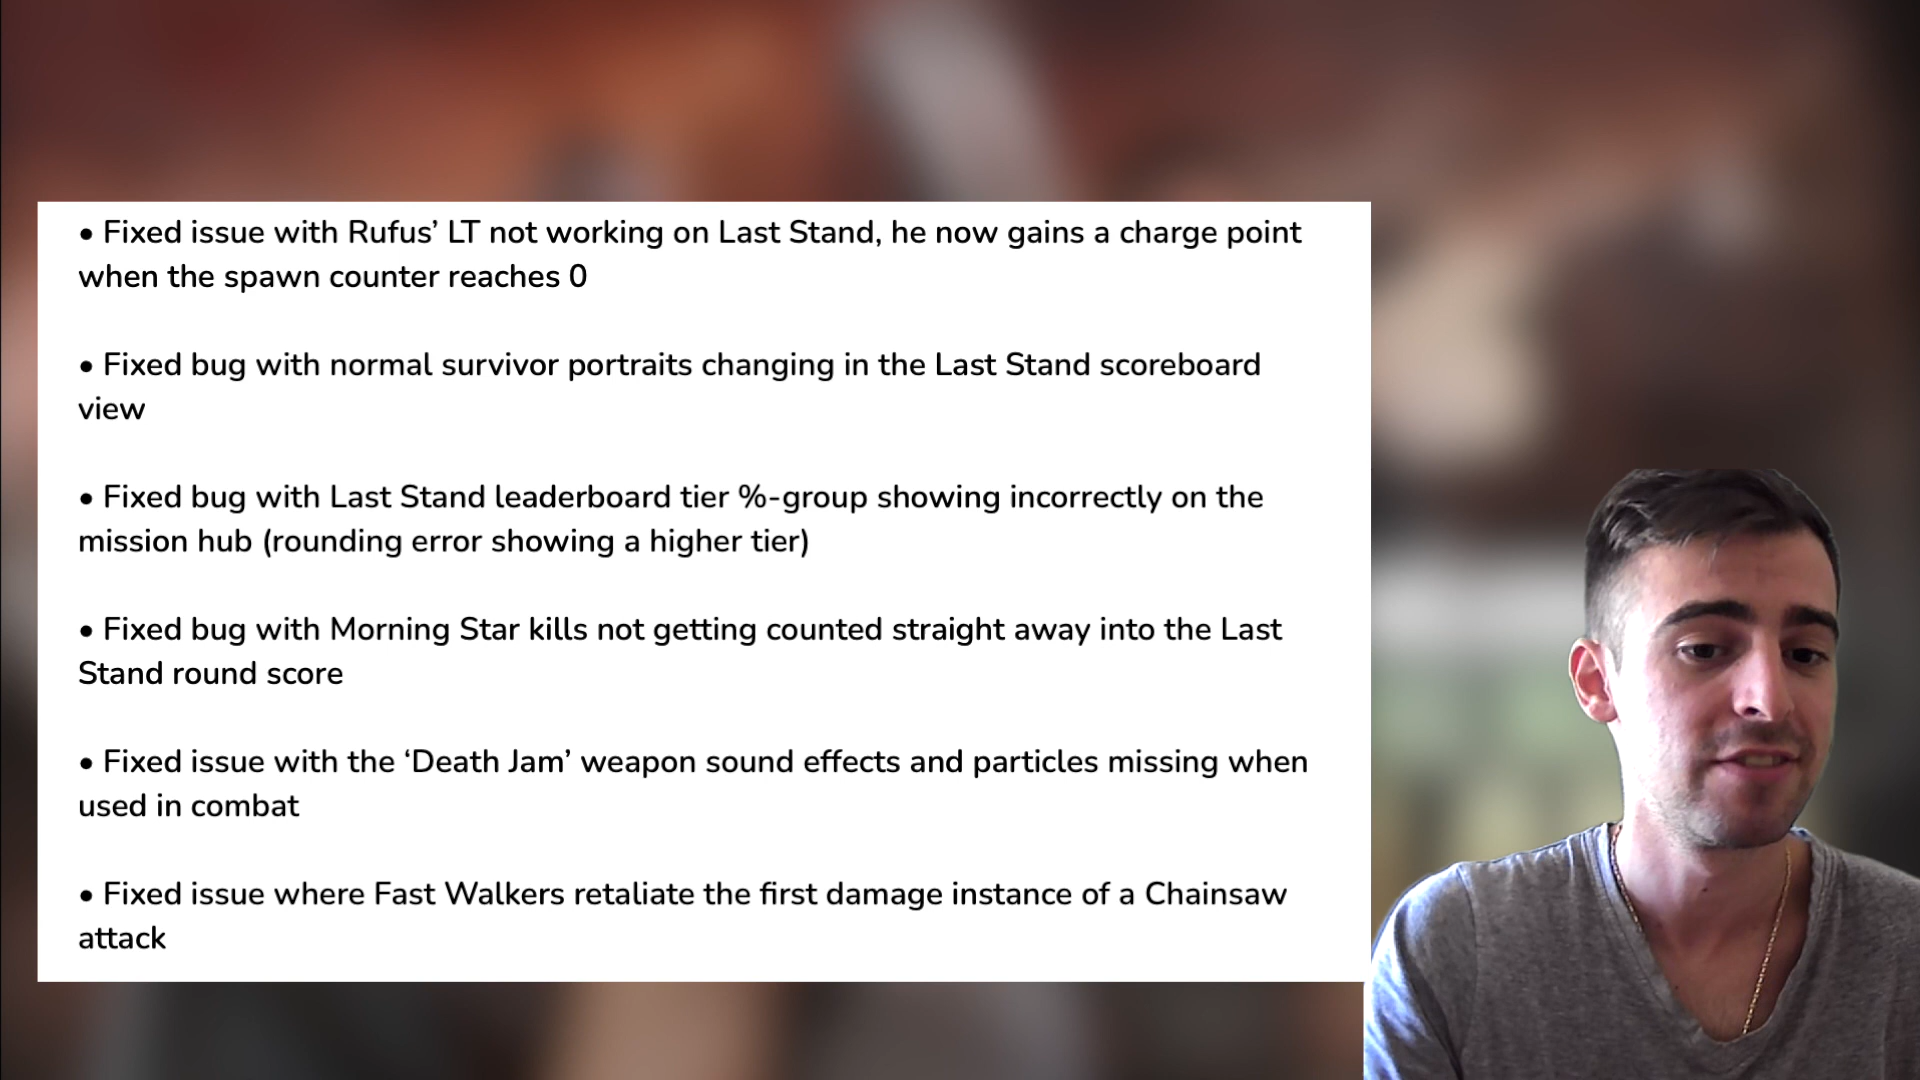 • Fixed issue with Rufus’ LT not working on Last Stand, he now gains a charge point
when the spawn counter reaches 0
• Fixed bug with normal survivor portraits changing in the Last Stand scoreboard
view
• Fixed bug with Last Stand leaderboard tier %-group showing incorrectly on the
mission hub (rounding error showing a higher tier)
• Fixed bug with Morning Star kills not getting counted straight away into the Last
Stand round score
• Fixed issue with the ‘Death Jam’ weapon sound effects and particles missing when
used in combat
• Fixed issue where Fast Walkers retaliate the first damage instance of a Chainsaw
attack